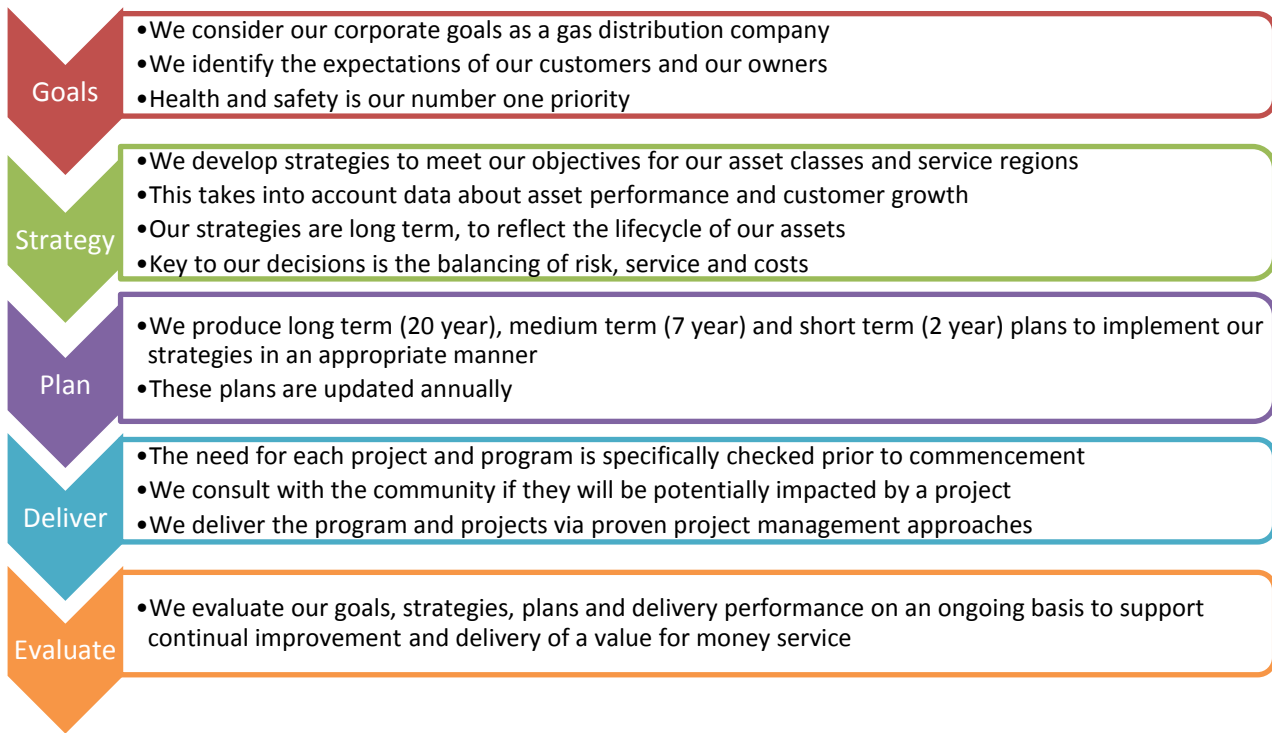 Goals
•We consider our corporate goals as a gas distribution company
•We identify the expectations of our customers and our owners
•Health and safety is our number one priority
Strategy
•We develop strategies to meet our objectives for our asset classes and service regions
•This takes into account data about asset performance and customer growth
•Our strategies are long term, to reflect the lifecycle of our assets
•Key to our decisions is the balancing of risk, service and costs
Plan
•We produce long term (20 year), medium term (7 year) and short term (2 year) plans to implement our
strategies in an appropriate manner
•These plans are updated annually
Deliver
•The need for each project and program is specifically checked prior to commencement
•We consult with the community if they will be potentially impacted by a project
•We deliver the program and projects via proven project management approaches
Evaluate
•We evaluate our goals, strategies, plans and delivery performance on an ongoing basis to support
continual improvement and delivery of a value for money service